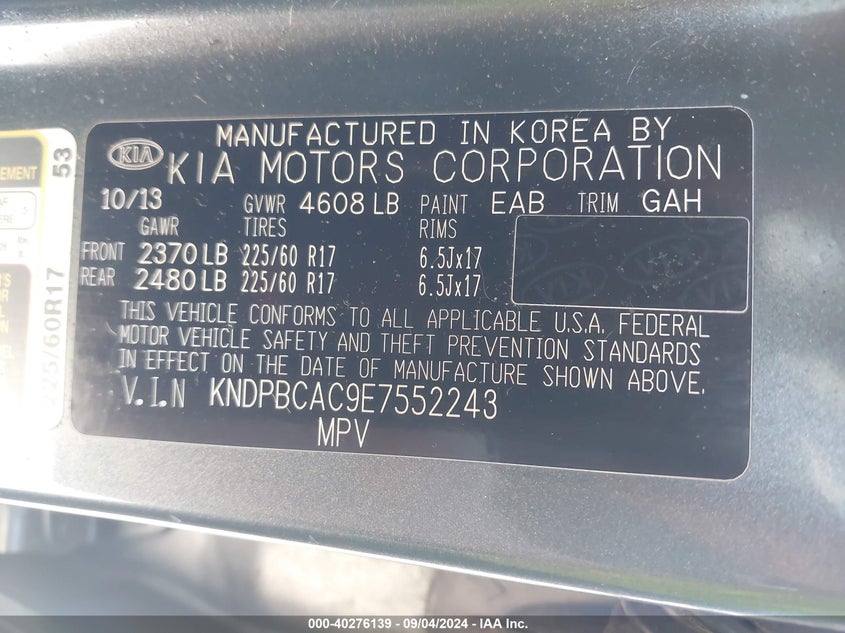 MANUFACTURED IN KOREA BY
KIA KIA MOTORS CORPORATION
10/13 GVWR 4608 LB PAINT EAB TRIM GAH
GAWR TIRES RIMS
FRONT 2370 LB 225/60 R17 6.5Jx17
REAR 2480 LB 225/60 R17 6.5Jx17
THIS VEHICLE CONFORMS TO ALL APPLICABLE U.S.A. FEDERAL
MOTOR VEHICLE SAFETY AND THEFT PREVENTION STANDARDS
IN EFFECT ON THE DATE OF MANUFACTURE SHOWN ABOVE.
V.I.N KNDPBCAC9E7552243
MPV
53
225/60R17
000-40276139 - 09/04/2024 - IAA Inc.